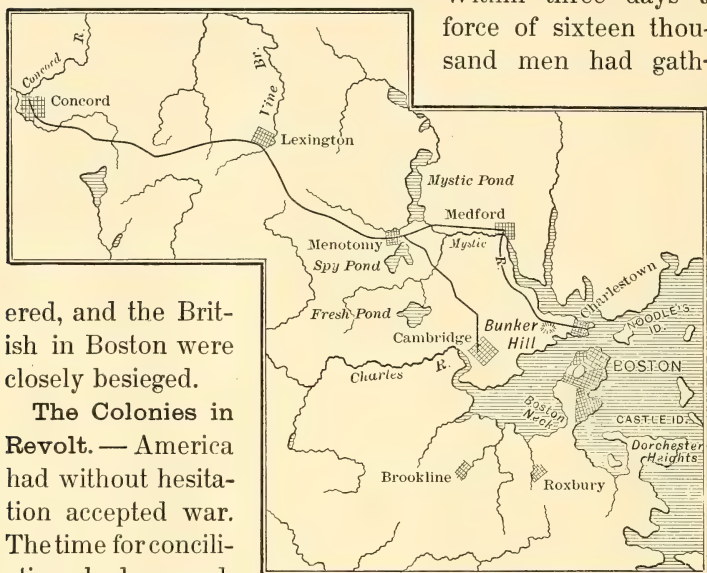 force of sixteen thou-
sand men had gath-
Concord R.
Concord
Vine Br.
Lexington
Mystic Pond
Medford
Menotomy
Mystic
R.
Spy Pond
Fresh Pond
Cambridge
Bunker
Hill
Charlestown
NOODLE'S
ID.
Charles
R.
BOSTON
Boston
Neck
CASTLE ID.
Dorchester
Heights
Brookline
Roxbury
ered, and the Brit-
ish in Boston were
closely besieged.
The Colonies in
Revolt. — America
had without hesita-
tion accepted war.
The time for concili-